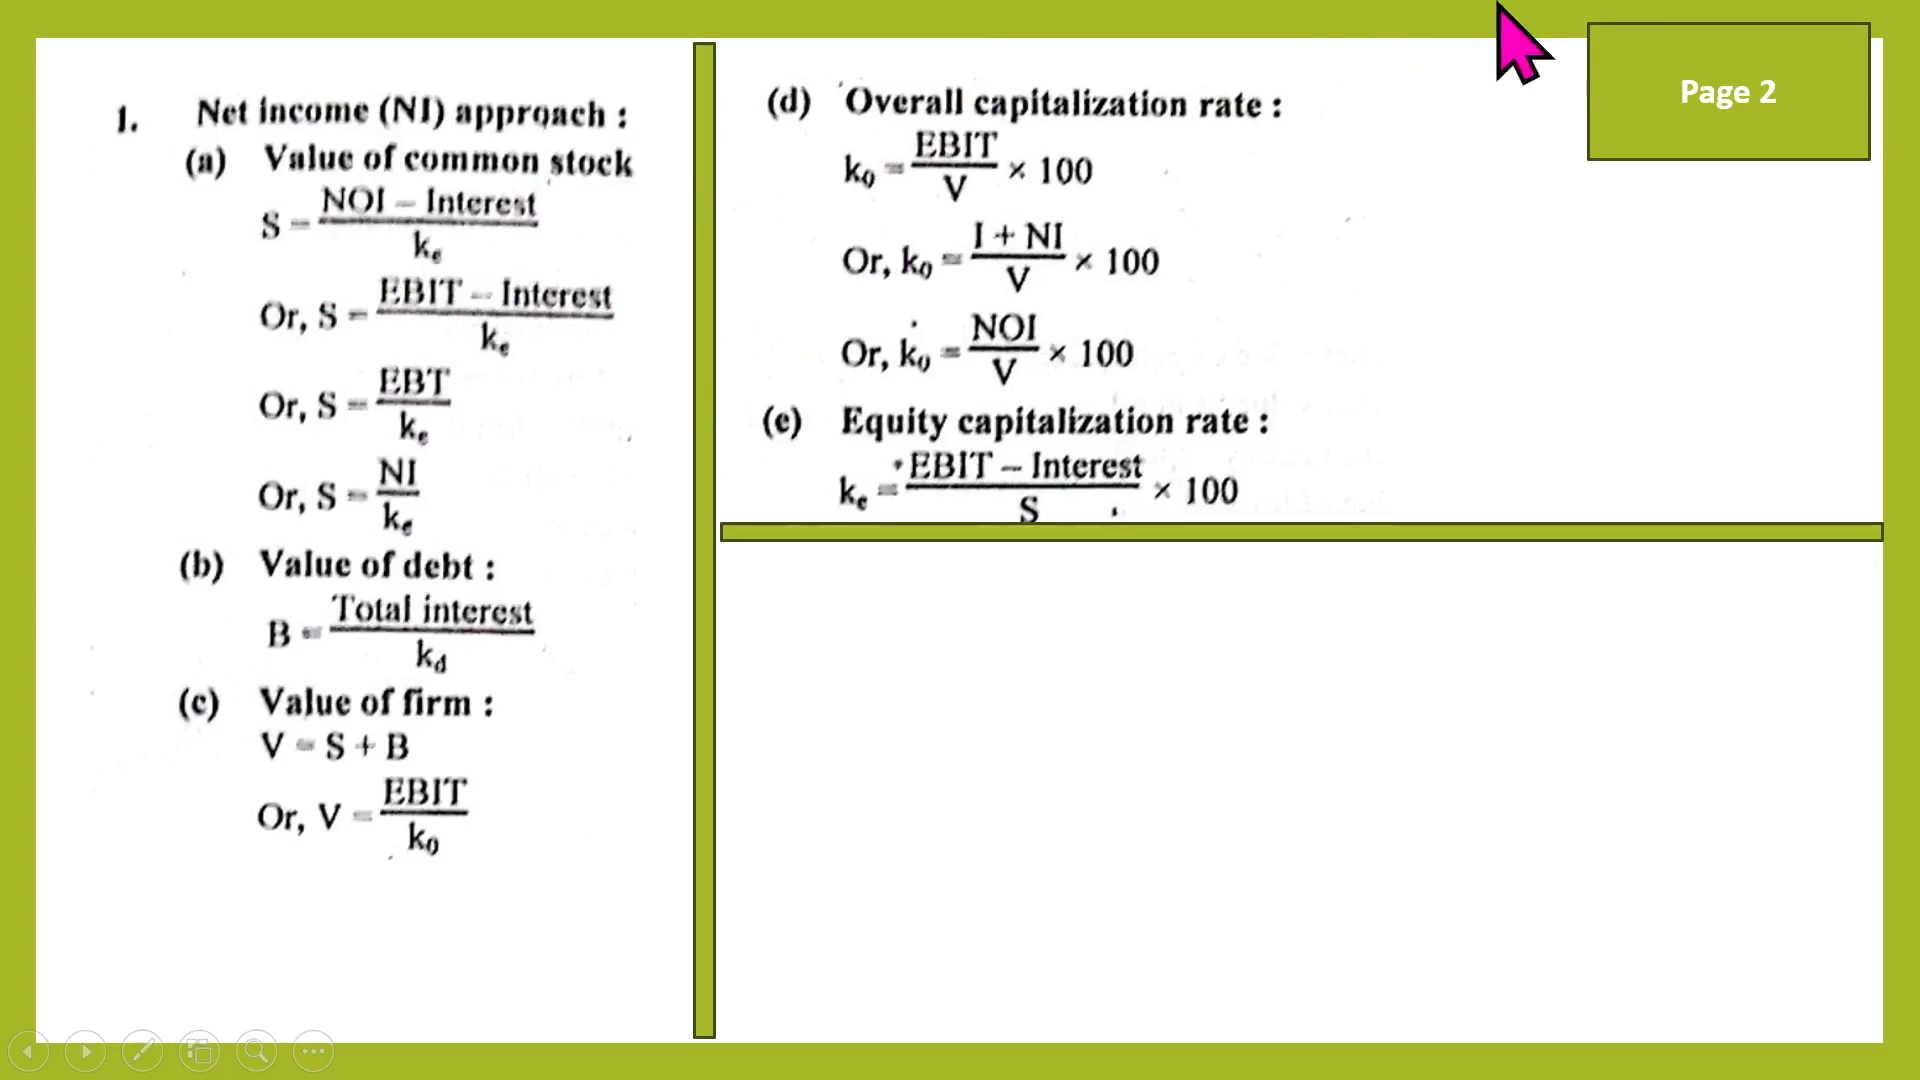 1. Net income (NI) approach :
(a) Value of common stock
S = NOI – Interest / kₑ
Or, S = EBIT – Interest / kₑ
Or, S = EBT / kₑ
Or, S = NI / kₑ
(b) Value of debt :
B = Total interest / k_d
(c) Value of firm :
V = S + B
Or, V = EBIT / k₀
(d) Overall capitalization rate :
k₀ = EBIT / V × 100
Or, k₀ = I + NI / V × 100
Or, k₀ = NOI / V × 100
(e) Equity capitalization rate :
kₑ = EBIT – Interest / S × 100
Page 2